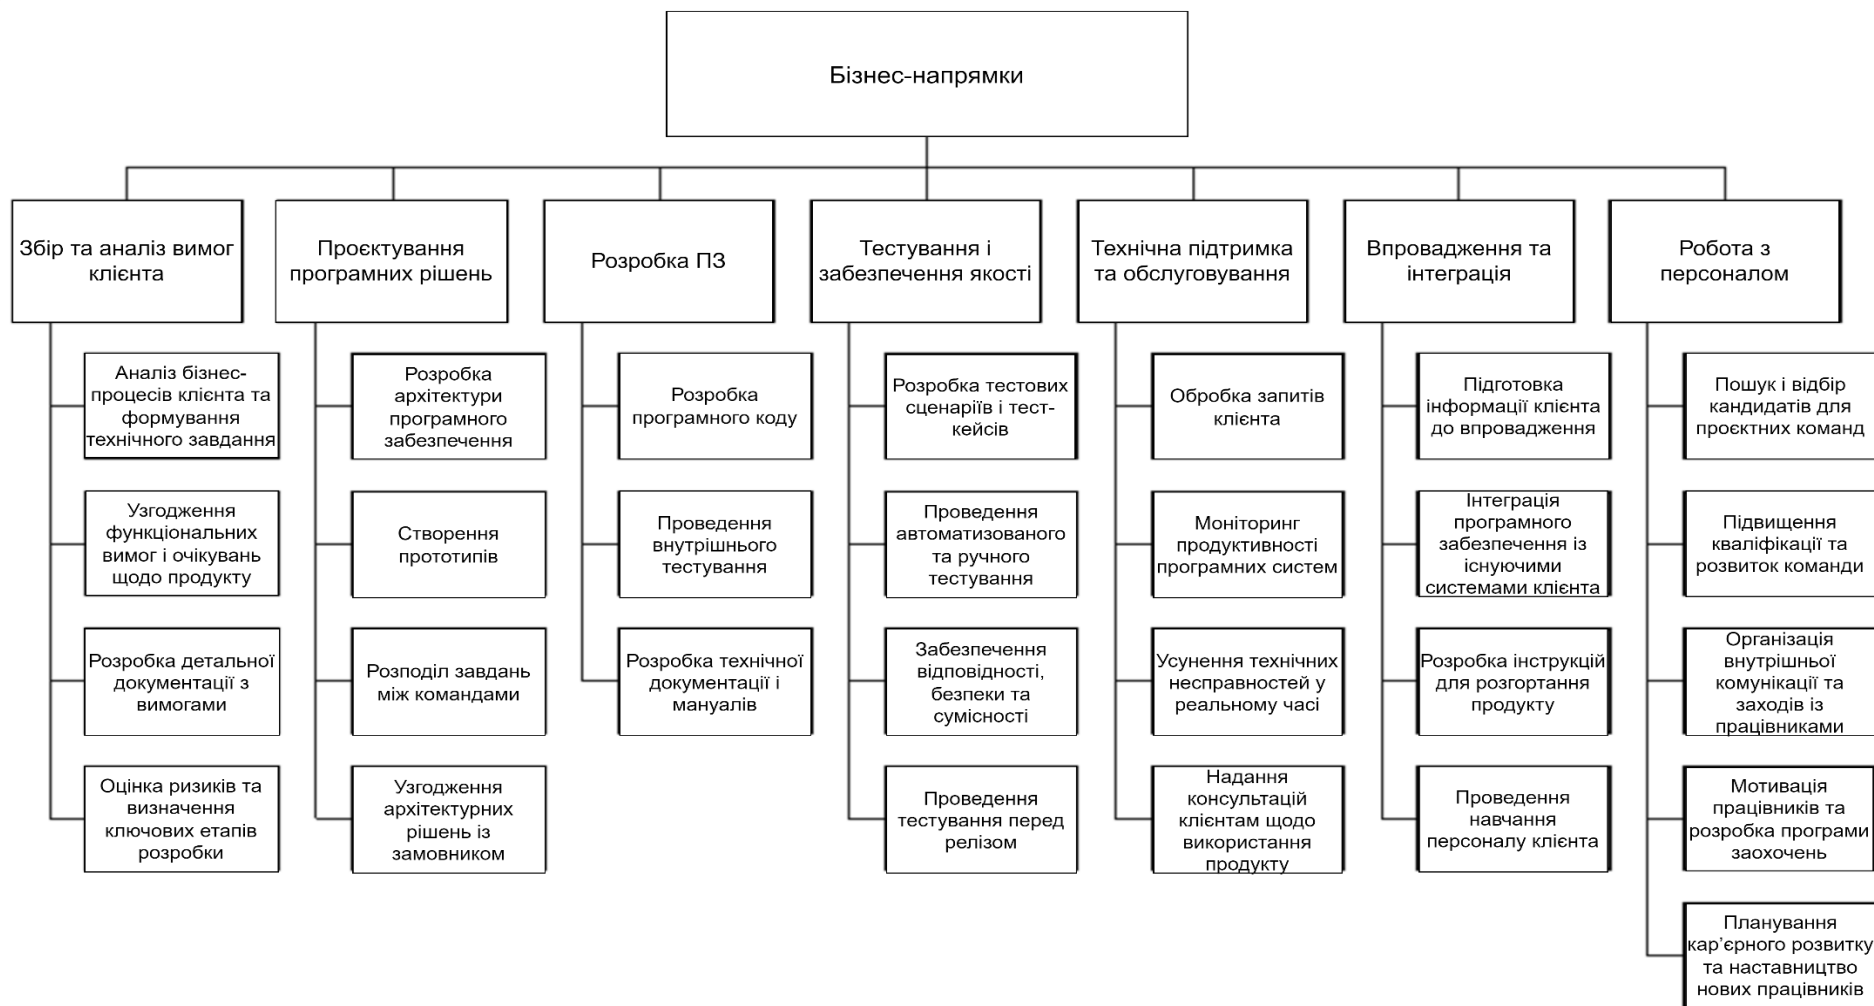 Бізнес-напрямки
Збір та аналіз вимог
клієнта
Аналіз бізнес-
процесів клієнта та
формування
технічного завдання
Узгодження
функціональних
вимог і очікувань
щодо продукту
Розробка детальної
документації з
вимогами
Оцінка ризиків та
визначення
ключових етапів
розробки
Проєктування
програмних рішень
Розробка
архітектури
програмного
забезпечення
Створення
прототипів
Розподіл завдань
між командами
Узгодження
архітектурних
рішень із
замовником
Розробка ПЗ
Розробка
програмного коду
Проведення
внутрішнього
тестування
Розробка технічної
документації і
мануалів
Тестування і
забезпечення якості
Розробка тестових
сценаріїв і тест-
кейсів
Проведення
автоматизованого
та ручного
тестування
Забезпечення
відповідності,
безпеки та
сумісності
Проведення
тестування перед
релізом
Технічна підтримка
та обслуговування
Обробка запитів
клієнта
Моніторинг
продуктивності
програмних систем
Усунення технічних
несправностей у
реальному часі
Надання
консультацій
клієнтам щодо
використання
продукту
Впровадження та
інтеграція
Підготовка
інформації клієнта
до впровадження
Інтеграція
програмного
забезпечення із
існуючими
системами клієнта
Розробка інструкцій
для розгортання
продукту
Проведення
навчання
персоналу клієнта
Робота з
персоналом
Пошук і відбір
кандидатів для
проєктних команд
Підвищення
кваліфікації та
розвиток команди
Організація
внутрішньої
комунікації та
заходів із
працівниками
Мотивація
працівників та
розробка програми
заохочень
Планування
кар’єрного розвитку
та наставництво
нових працівників